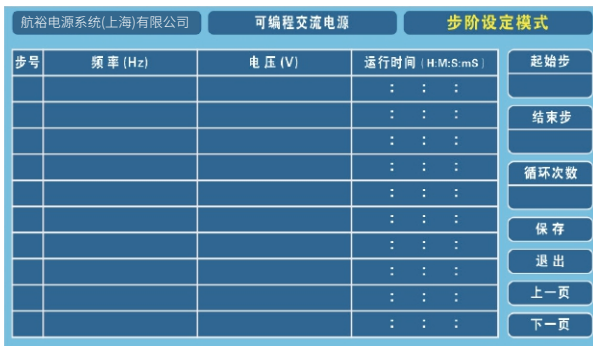 航裕电源系统(上海)有限公司 可编程交流电源 步阶设定模式
步号 频率(Hz) 电压(V) 运行时间(H:M:S:mS) 起始步
: : :
: : : 结束步
: : :
: : : 循环次数
: : :
: : : 保存
: : : 退出
: : :
: : : 上一页
: : : 下一页